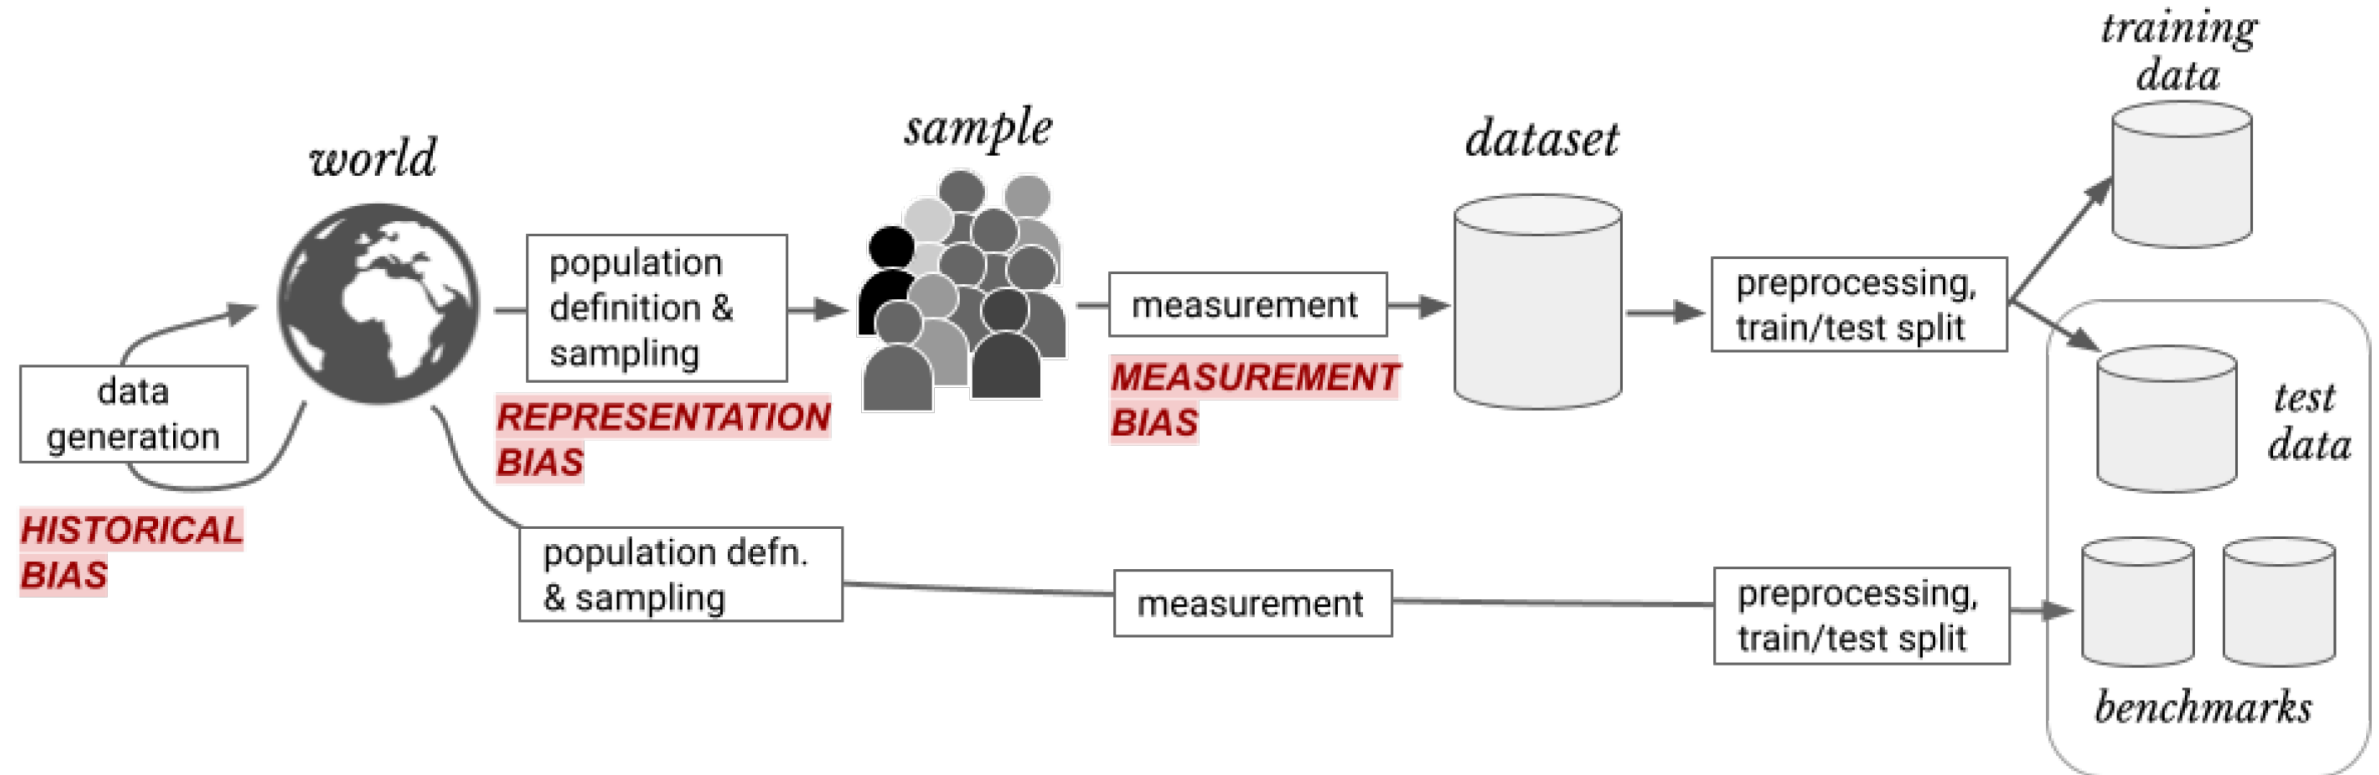 training
data
sample
dataset
world
population
definition &
sampling
preprocessing,
train/test split
measurement
MEASUREMENT
BIAS
data
generation
REPRESENTATION
BIAS
test
data
HISTORICAL
BIAS
population defn.
& sampling
measurement
preprocessing,
train/test split
benchmarks